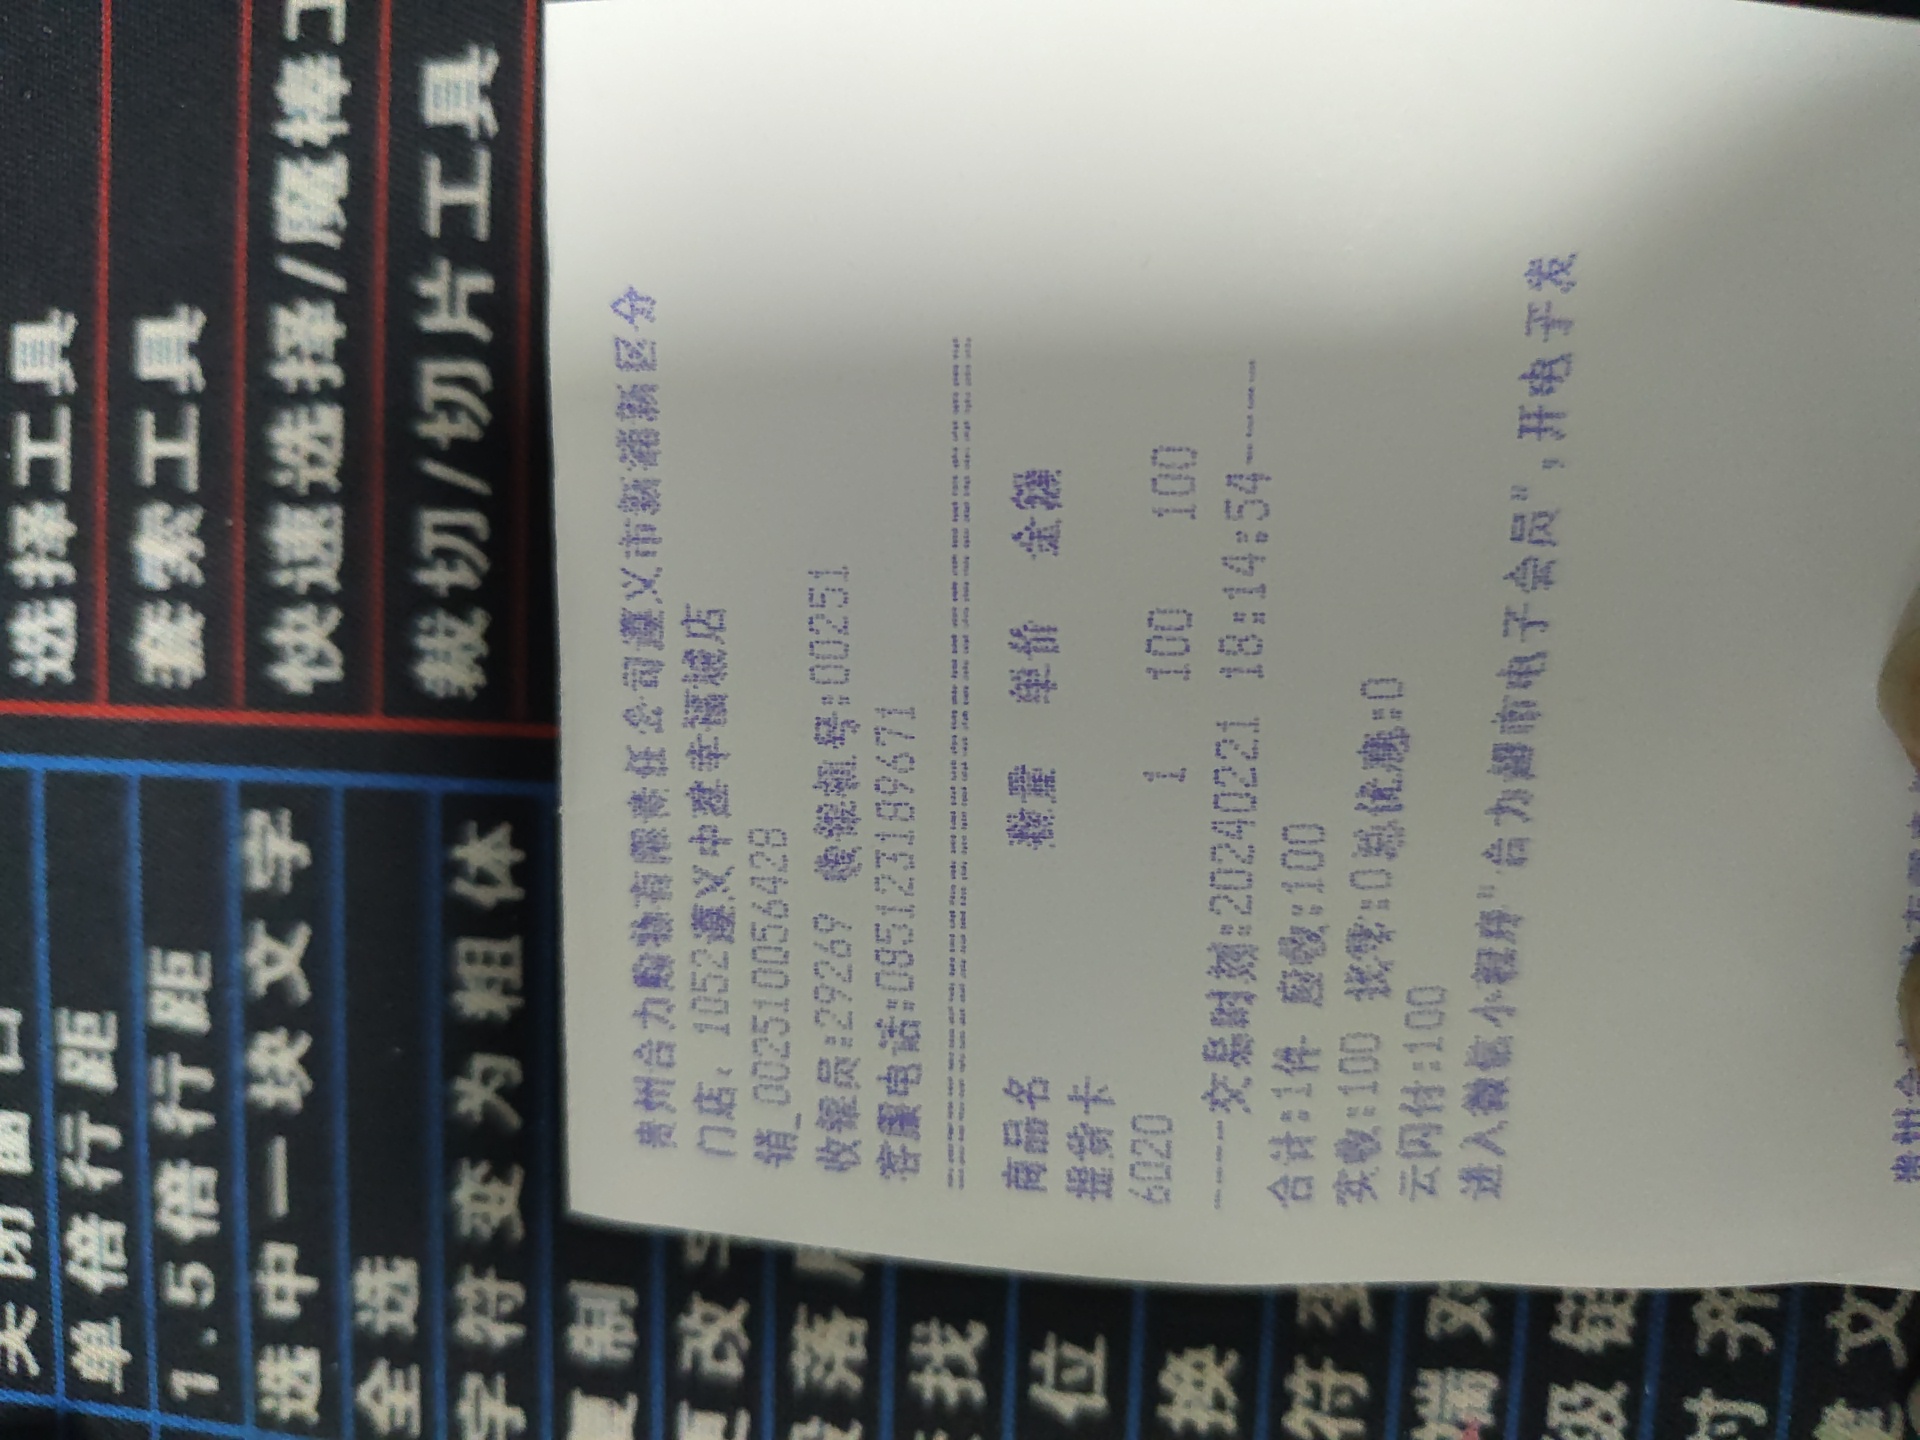 贵州合力购物有限责任公司遵义市新蒲新区分
门店: 1052遵义中建幸福城店
销_002510056428
收银员:29269 收银机号:00251
客服电话:085123189671
商品名 数量 单价 金额
提货卡
6020 1 100 100
----交易时刻:20240221 18:14:54----
合计:1件 应收:100
实收:100 找零:0总优惠:0
云闪付:100
进入微信小程序"合力超市电子会员",开电子发
选择工具
套索工具
快速选择/魔棒工
裁切/切片工具
单倍行距
1.5倍行距
选中一块文字
全选
字符变为粗体